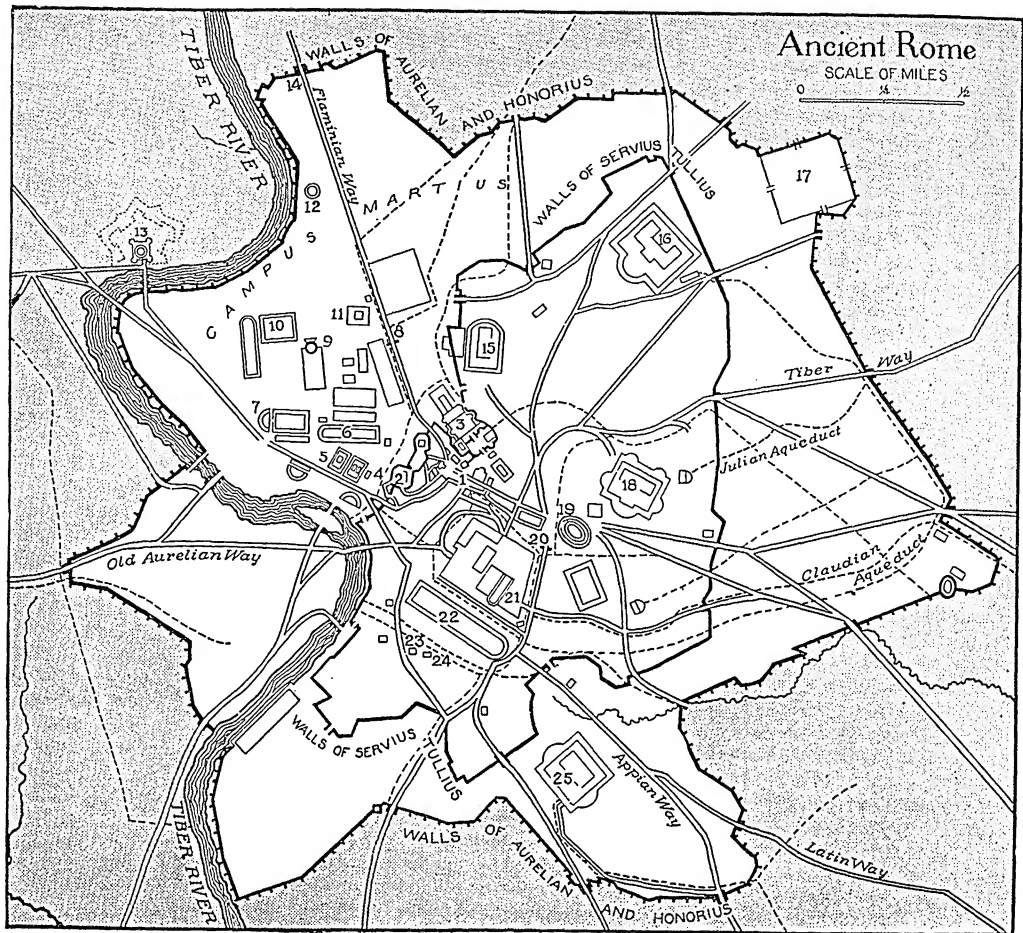 Ancient Rome
SCALE OF MILES
0 ¼ ½
TIBER RIVER
WALLS OF AURELIAN AND HONORIUS
14
Flaminian Way
TIBER RIVER
WALLS OF SERVIUS TULLIUS
17
12
MARTIUS
CAMPUS
13
16
11
8
10
9
15
Tiber Way
7
6
3
5
4
2
1
Julian Aqueduct
18
19
20
Old Aurelian Way
Claudian Aqueduct
21
22
23
24
WALLS OF SERVIUS TULLIUS
25
Appian Way
TIBER RIVER
WALLS OF AURELIAN AND HONORIUS
Latin Way